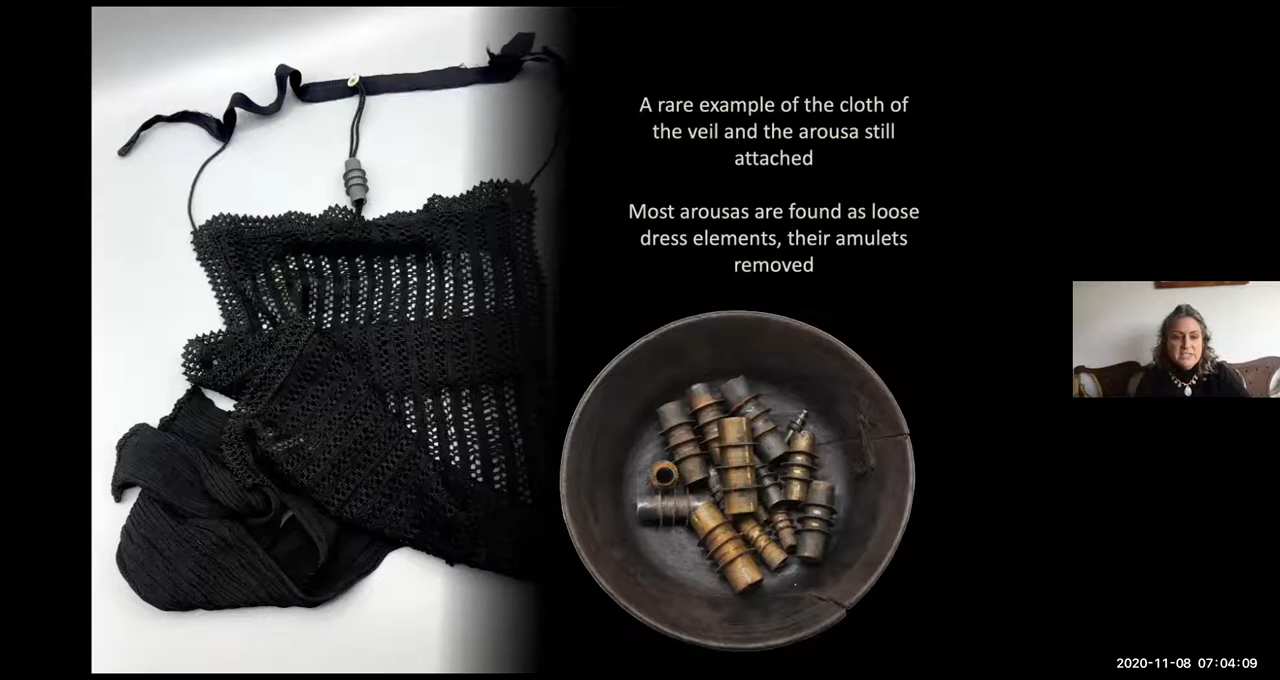 A rare example of the cloth of
the veil and the arousa still
attached
Most arousas are found as loose
dress elements, their amulets
removed
2020-11-08 07:04:09